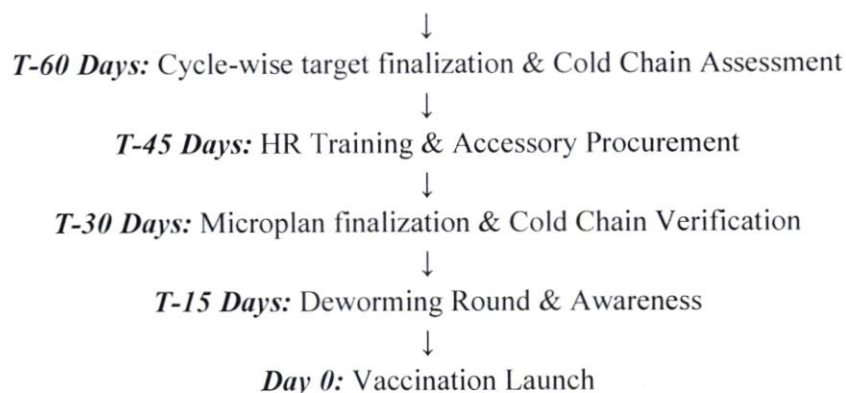 ↓
T-60 Days: Cycle-wise target finalization & Cold Chain Assessment
↓
T-45 Days: HR Training & Accessory Procurement
↓
T-30 Days: Microplan finalization & Cold Chain Verification
↓
T-15 Days: Deworming Round & Awareness
↓
Day 0: Vaccination Launch